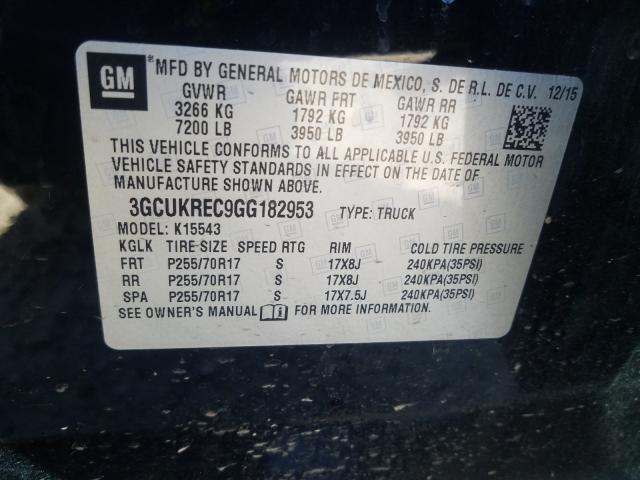 GM
® MFD BY GENERAL MOTORS DE MEXICO, S. DE R.L. DE C.V. 12/15
GVWR GAWR FRT GAWR RR
3266 KG 1792 KG 1792 KG
7200 LB 3950 LB 3950 LB
THIS VEHICLE CONFORMS TO ALL APPLICABLE U.S. FEDERAL MOTOR
VEHICLE SAFETY STANDARDS IN EFFECT ON THE DATE OF
MANUFACTURE SHOWN ABOVE.
3GCUKREC9GG182953 TYPE: TRUCK
MODEL: K15543
KGLK TIRE SIZE SPEED RTG RIM COLD TIRE PRESSURE
FRT P255/70R17 S 17X8J 240KPA(35PSI)
RR P255/70R17 S 17X8J 240KPA(35PSI)
SPA P255/70R17 S 17X7.5J 240KPA(35PSI)
SEE OWNER'S MANUAL FOR MORE INFORMATION.